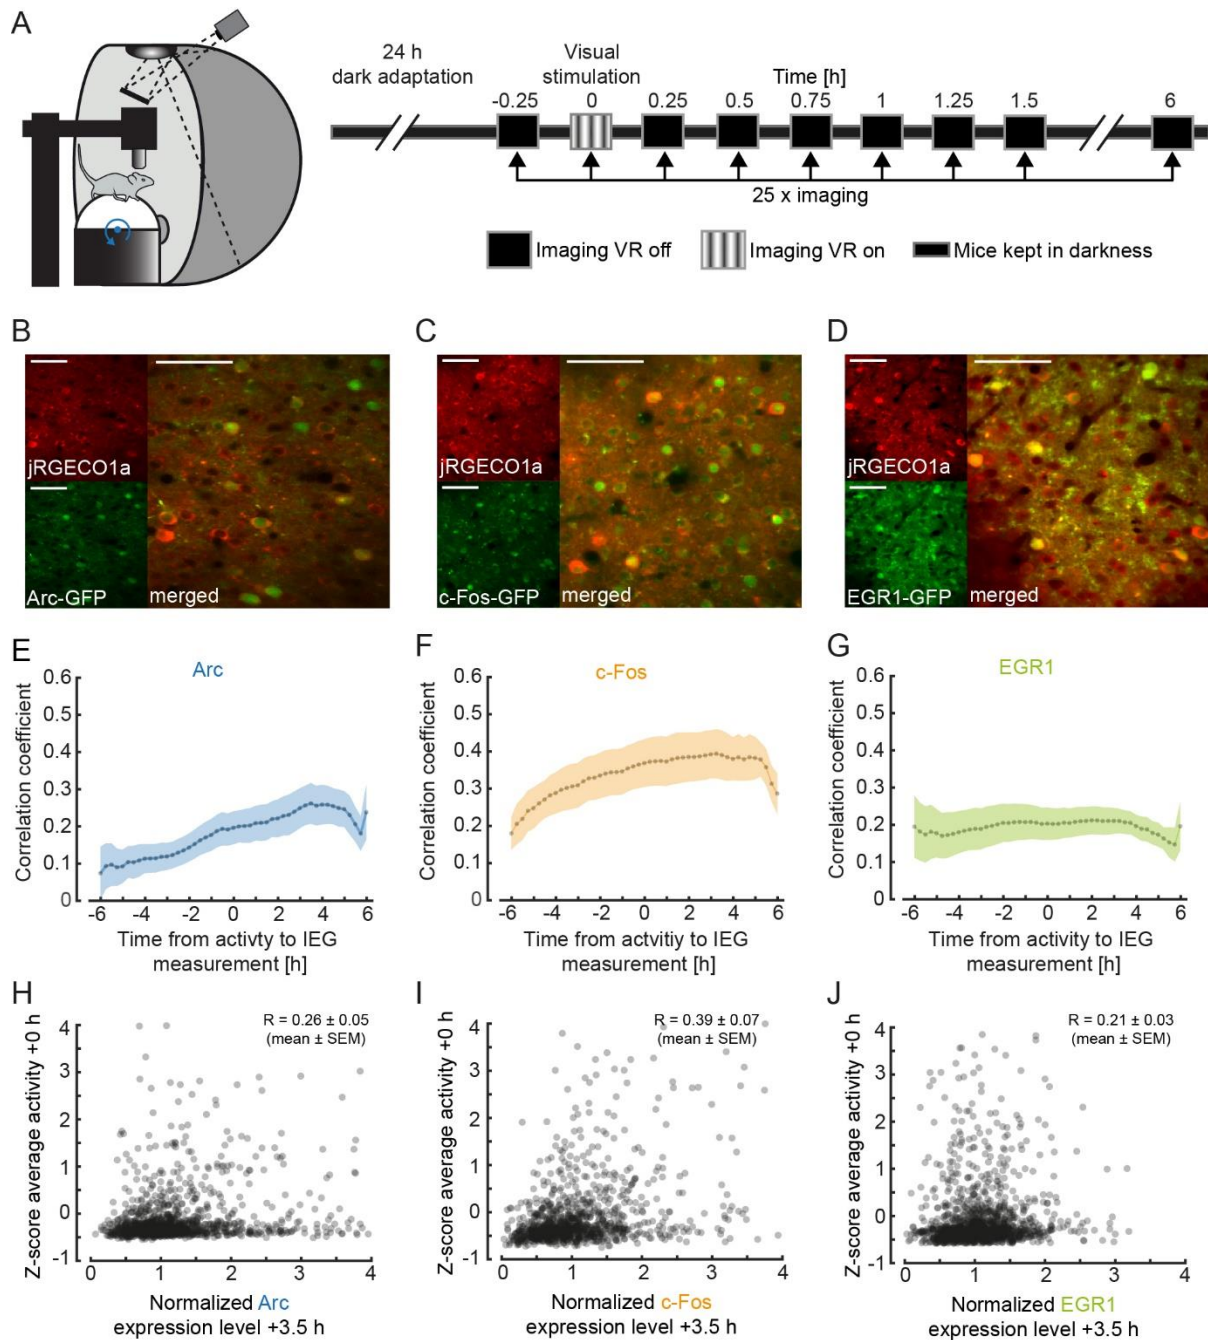 A
24 h
dark adaptation
Visual
stimulation
Time [h]
-0.25 0 0.25 0.5 0.75 1 1.25 1.5 6
25 x imaging
Imaging VR off Imaging VR on Mice kept in darkness
B C D
jRGECO1a jRGECO1a jRGECO1a
Arc-GFP merged c-Fos-GFP merged EGR1-GFP merged
E
Arc
Correlation coefficient
0.6
0.5
0.4
0.3
0.2
0.1
0
-6 -4 -2 0 2 4 6
Time from activty to IEG
measurement [h]
F
c-Fos
Correlation coefficient
0.6
0.5
0.4
0.3
0.2
0.1
0
-6 -4 -2 0 2 4 6
Time from activtiy to IEG
measurement [h]
G
EGR1
Correlation coefficient
0.6
0.5
0.4
0.3
0.2
0.1
0
-6 -4 -2 0 2 4 6
Time from activty to IEG
measurement [h]
H
R = 0.26 ± 0.05
(mean ± SEM)
Z-score average activity +0 h
4
3
2
1
0
-1
0 1 2 3 4
Normalized Arc
expression level +3.5 h
I
R = 0.39 ± 0.07
(mean ± SEM)
Z-score average activity +0 h
4
3
2
1
0
-1
0 1 2 3 4
Normalized c-Fos
expression level +3.5 h
J
R = 0.21 ± 0.03
(mean ± SEM)
Z-score average activity +0 h
4
3
2
1
0
-1
0 1 2 3 4
Normalized EGR1
expression level +3.5 h